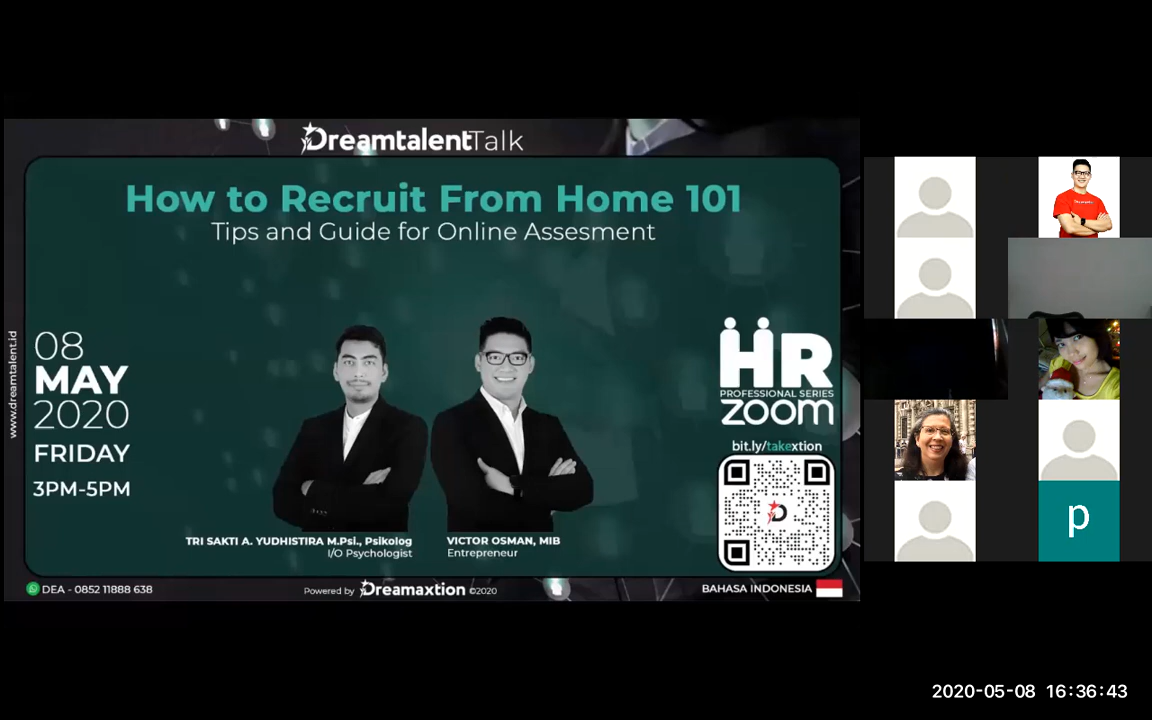 DreamtalentTalk
How to Recruit From Home 101
Tips and Guide for Online Assesment
www.dreamtalent.id
08
MAY
2020
FRIDAY
3PM-5PM
TRI SAKTI A. YUDHISTIRA M.Psi., Psikolog
I/O Psychologist
VICTOR OSMAN, MIB
Entrepreneur
HR
PROFESSIONAL SERIES
zoom
bit.ly/takextion
D
DEA - 0852 11888 638
Powered by Dreamaxtion ©2020
BAHASA INDONESIA
p
2020-05-08 16:36:43